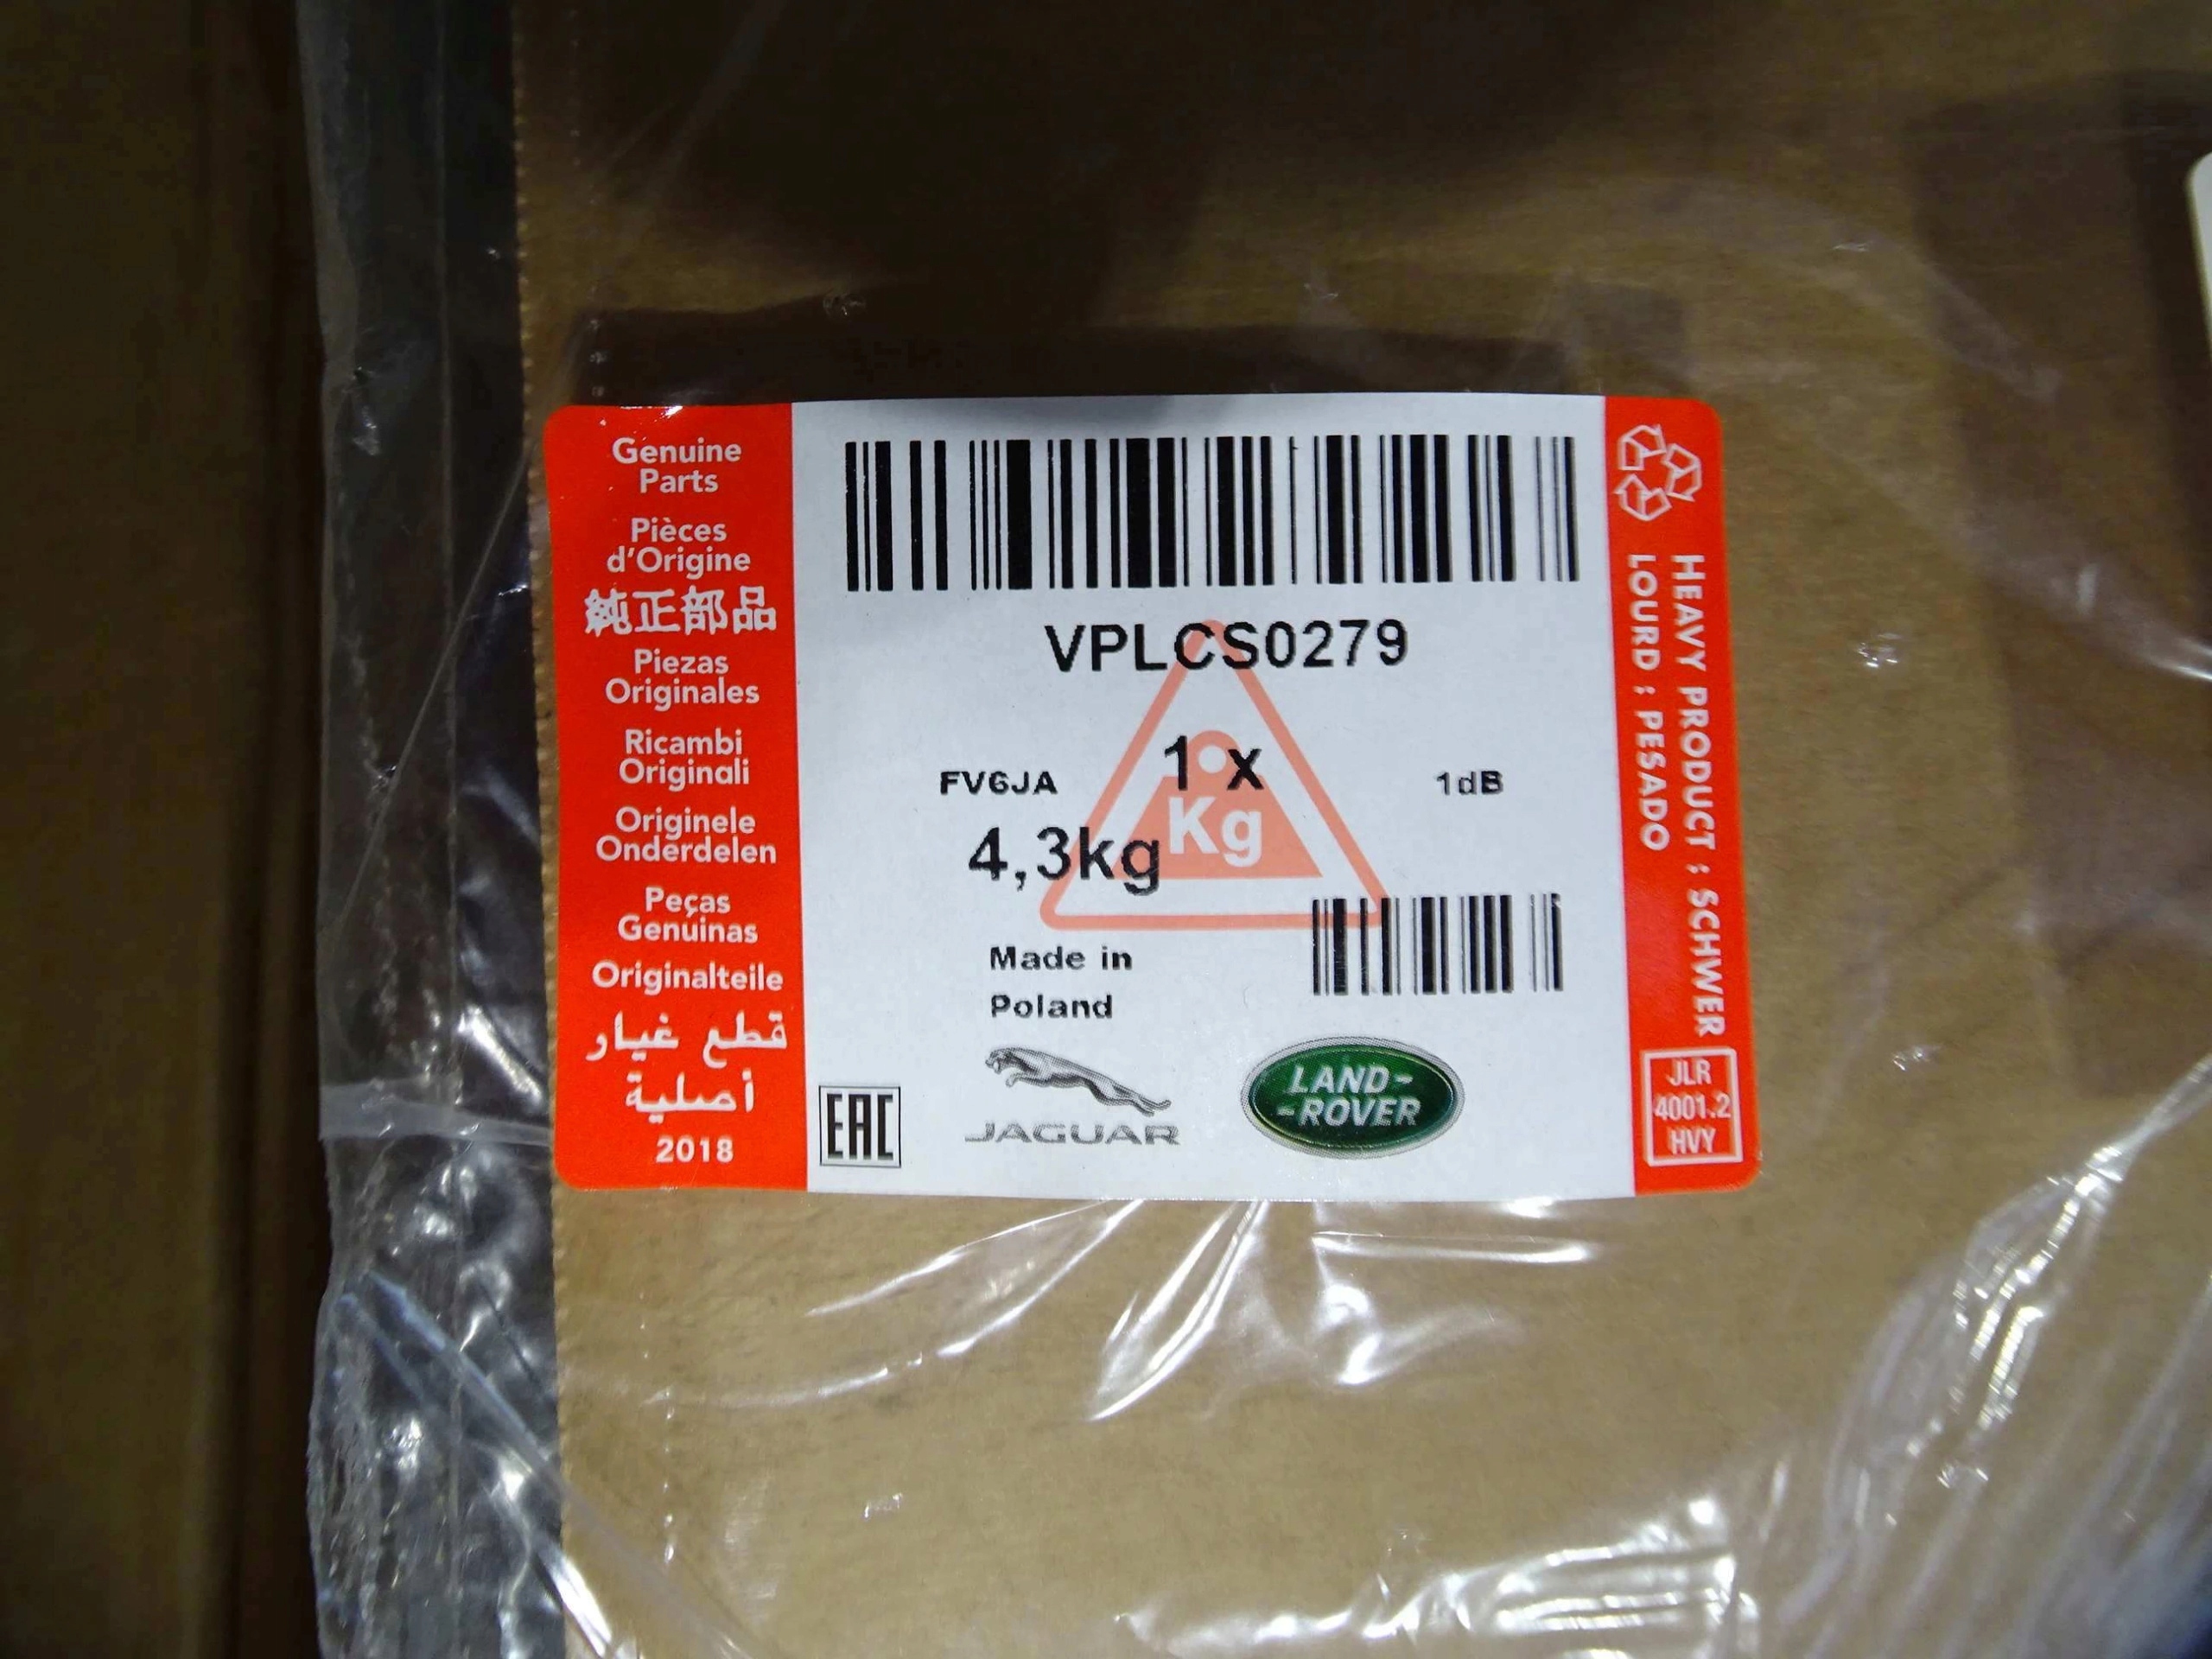 Genuine
Parts
Pièces
d'Origine
純正部品
Piezas
Originales
Ricambi
Originali
Originele
Onderdelen
Peças
Genuinas
Originalteile
قطع غيار
أصلية
2018
VPLCS0279
FV6JA 1 x 1dB
Kg
4,3kg
Made in
Poland
EAC
JAGUAR
LAND-
-ROVER
HEAVY PRODUCT : SCHWER
LOURD : PESADO
JLR
4001.2
HVY